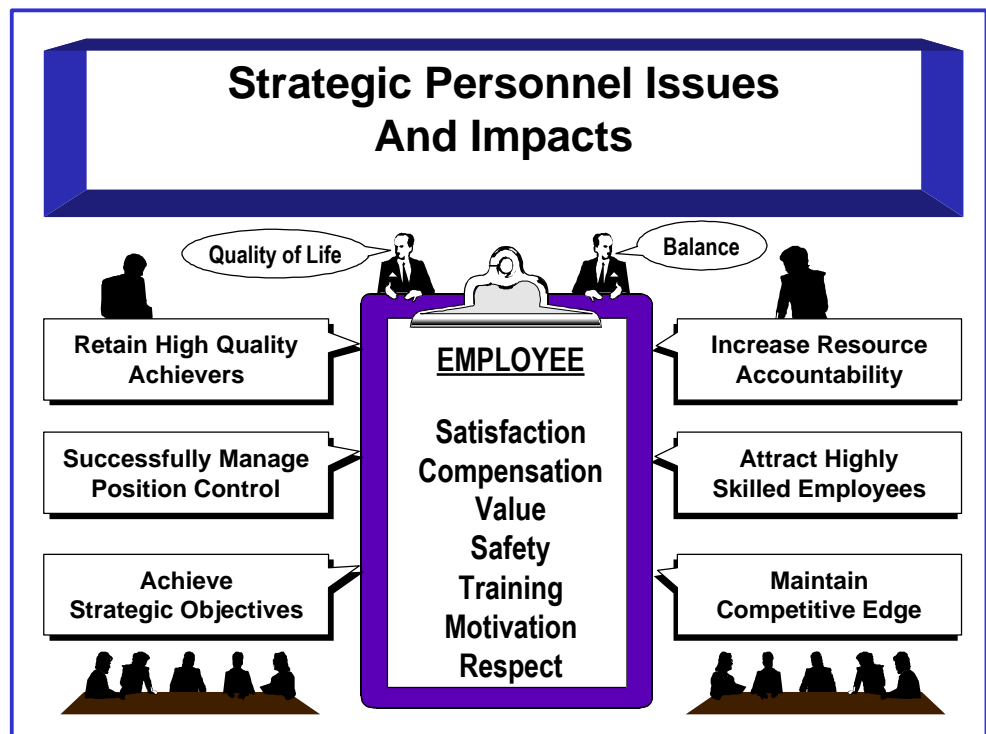 Strategic Personnel Issues
And Impacts
Quality of Life
Balance
Retain High Quality
Achievers
Successfully Manage
Position Control
Achieve
Strategic Objectives
EMPLOYEE
Satisfaction
Compensation
Value
Safety
Training
Motivation
Respect
Increase Resource
Accountability
Attract Highly
Skilled Employees
Maintain
Competitive Edge